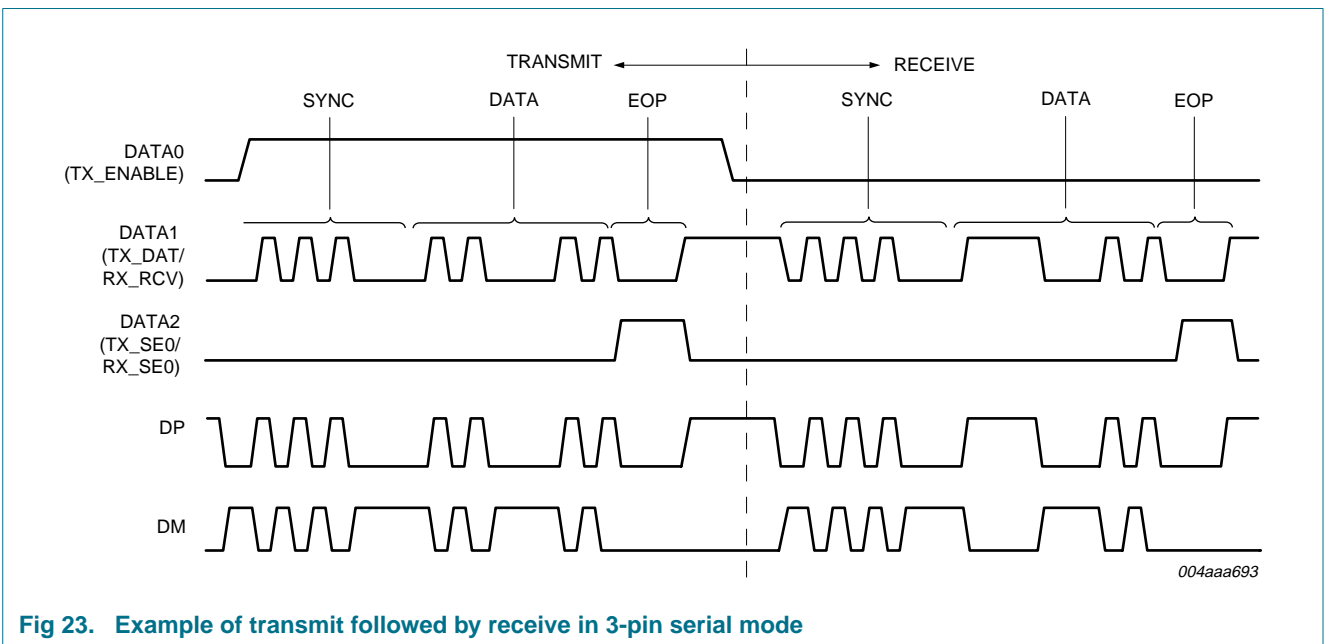 TRANSMIT
RECEIVE
SYNC
DATA
EOP
SYNC
DATA
EOP
DATA0
(TX_ENABLE)
DATA1
(TX_DAT/
RX_RCV)
DATA2
(TX_SE0/
RX_SE0)
DP
DM
004aaa693
Fig 23. Example of transmit followed by receive in 3-pin serial mode